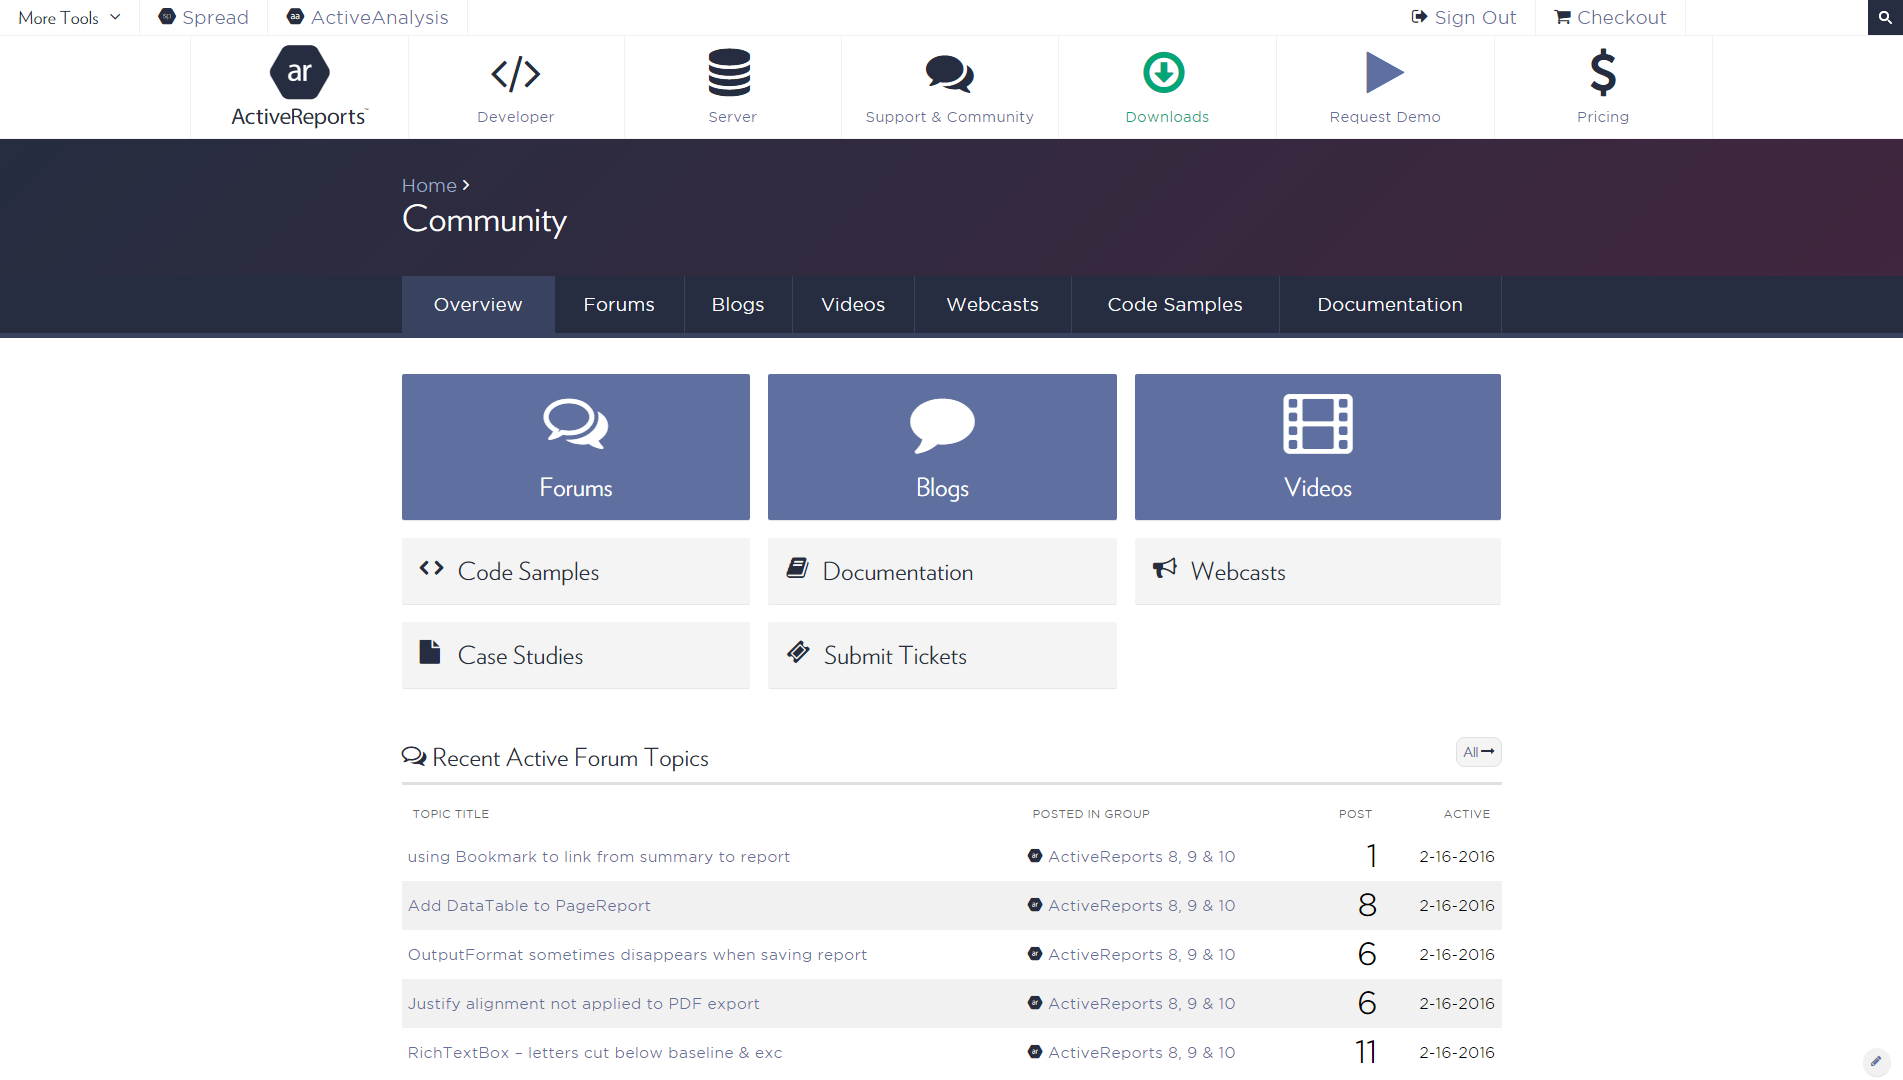 More Tools
Spread
ActiveAnalysis
Sign Out
Checkout
ar
ActiveReports™
Developer
Server
Support & Community
Downloads
Request Demo
Pricing
Home
Community
Overview
Forums
Blogs
Videos
Webcasts
Code Samples
Documentation
Forums
Blogs
Videos
Code Samples
Documentation
Webcasts
Case Studies
Submit Tickets
Recent Active Forum Topics
All
TOPIC TITLE POSTED IN GROUP POST ACTIVE
using Bookmark to link from summary to report ar ActiveReports 8, 9 & 10 1 2-16-2016
Add DataTable to PageReport ar ActiveReports 8, 9 & 10 8 2-16-2016
OutputFormat sometimes disappears when saving report ar ActiveReports 8, 9 & 10 6 2-16-2016
Justify alignment not applied to PDF export ar ActiveReports 8, 9 & 10 6 2-16-2016
RichTextBox – letters cut below baseline & exc ar ActiveReports 8, 9 & 10 11 2-16-2016